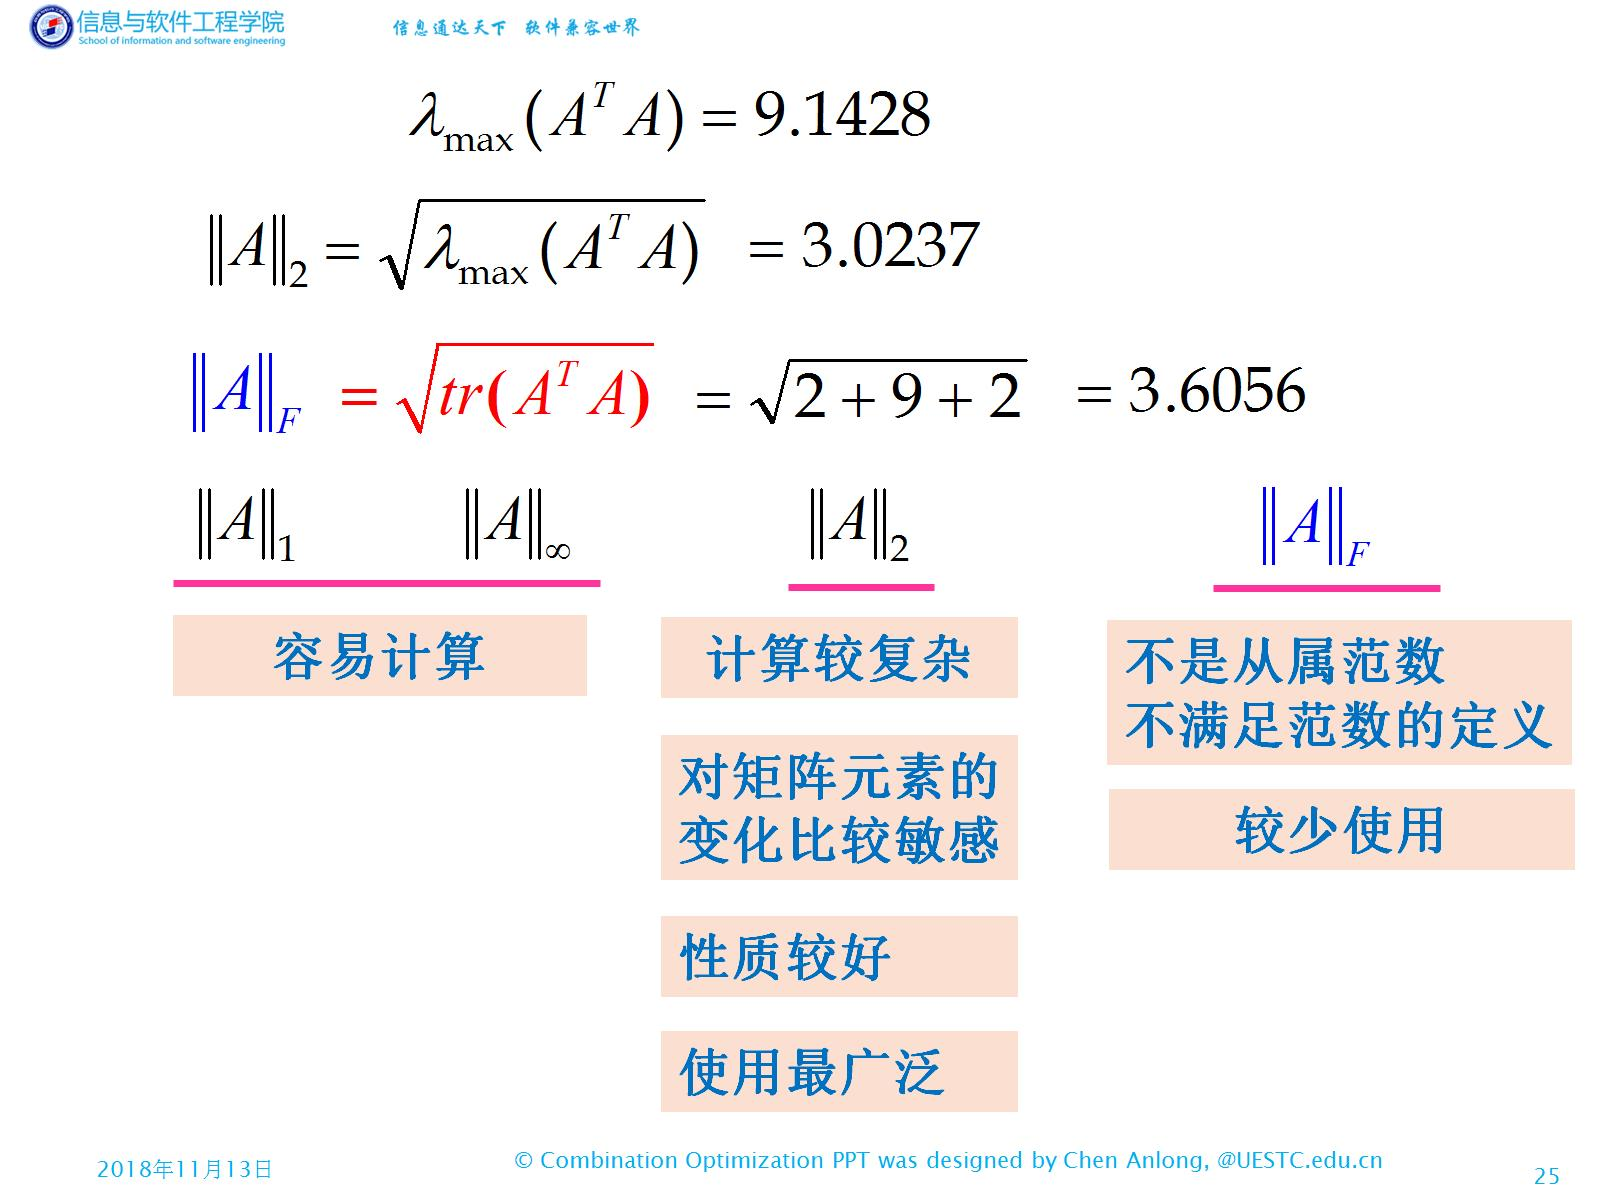 信息与软件工程学院
School of information and software engineering
信息通达天下 软件兼容世界
λmax(A^T A) = 9.1428
‖A‖₂ = √(λmax(A^T A)) = 3.0237
‖A‖_F = √(tr(A^T A)) = √(2 + 9 + 2) = 3.6056
‖A‖₁ ‖A‖∞ ‖A‖₂ ‖A‖_F
容易计算
计算较复杂
对矩阵元素的
变化比较敏感
性质较好
使用最广泛
不是从属范数
不满足范数的定义
较少使用
2018年11月13日
© Combination Optimization PPT was designed by Chen Anlong, @UESTC.edu.cn
25